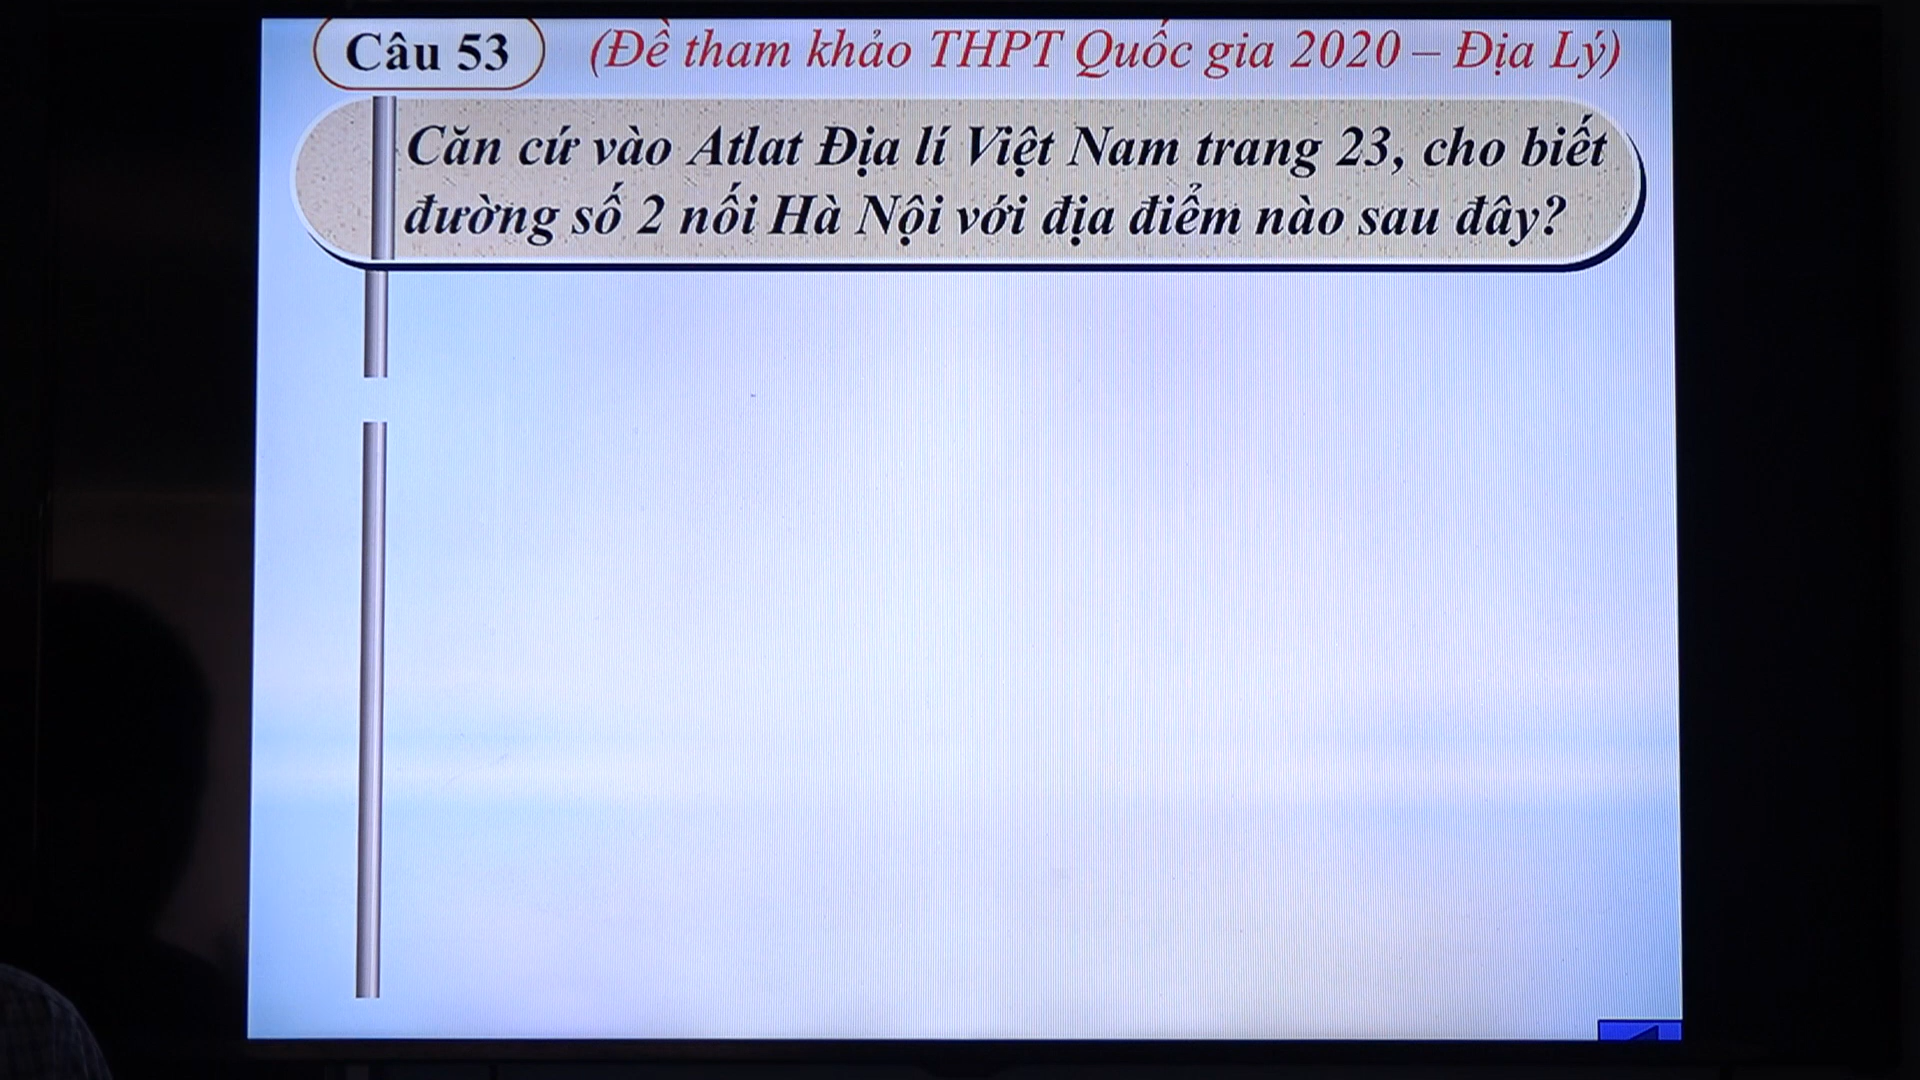 Câu 53
(Đề tham khảo THPT Quốc gia 2020 – Địa Lý)
Căn cứ vào Atlat Địa lí Việt Nam trang 23, cho biết
đường số 2 nối Hà Nội với địa điểm nào sau đây?